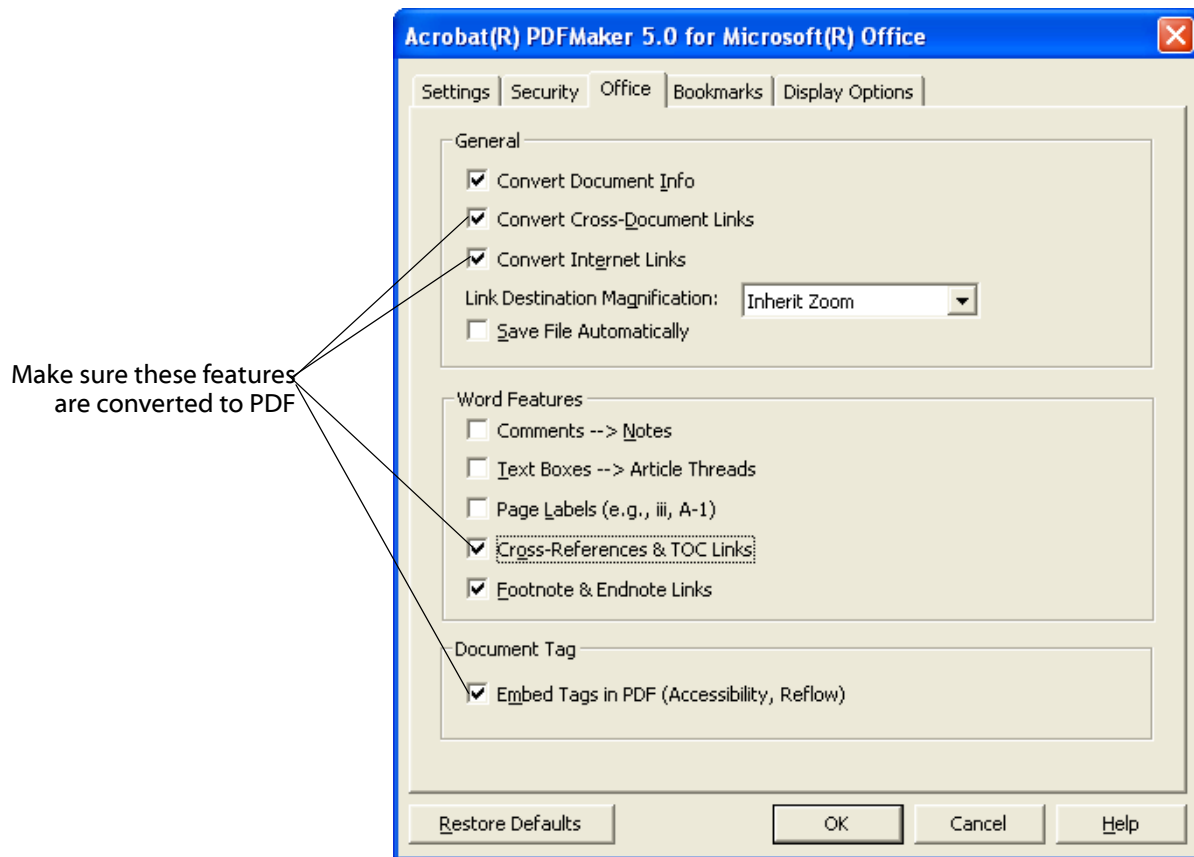 Acrobat(R) PDFMaker 5.0 for Microsoft(R) Office
Settings Security Office Bookmarks Display Options
General
Convert Document Info
Convert Cross-Document Links
Convert Internet Links
Link Destination Magnification: Inherit Zoom
Save File Automatically
Make sure these features
are converted to PDF
Word Features
Comments --> Notes
Text Boxes --> Article Threads
Page Labels (e.g., iii, A-1)
Cross-References & TOC Links
Footnote & Endnote Links
Document Tag
Embed Tags in PDF (Accessibility, Reflow)
Restore Defaults OK Cancel Help